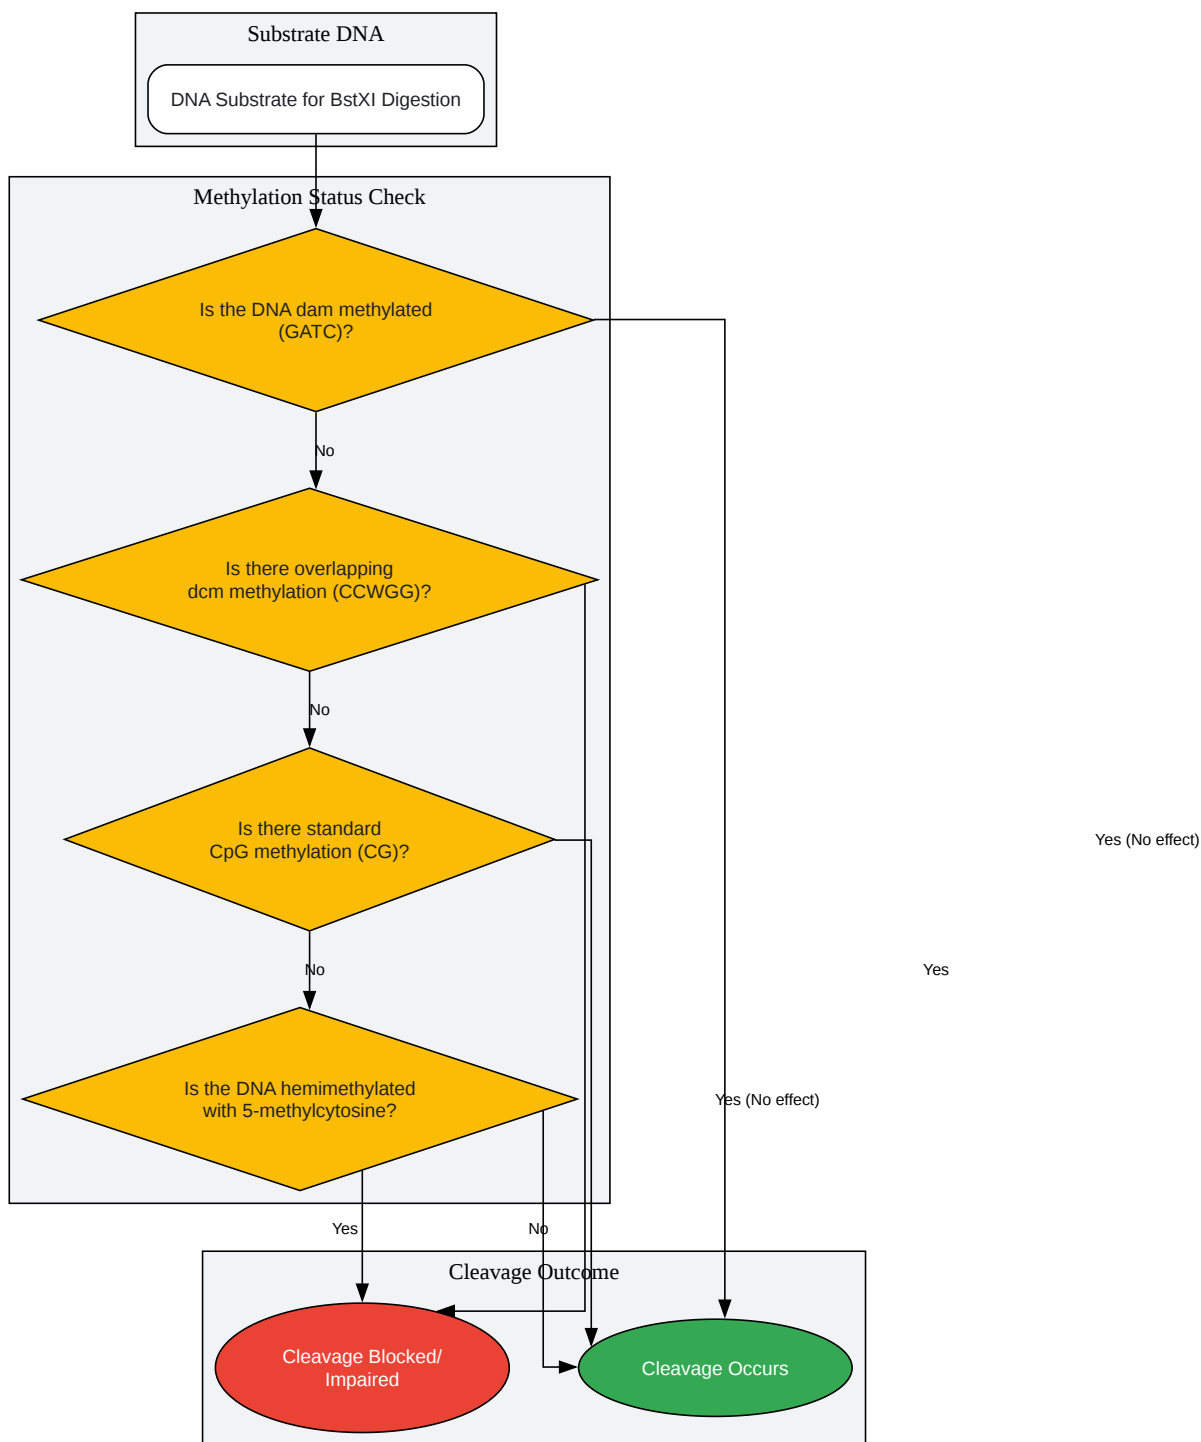 Substrate DNA
DNA Substrate for BstXI Digestion
Methylation Status Check
Is the DNA dam methylated
(GATC)?
No
Is there overlapping
dcm methylation (CCWGG)?
No
Is there standard
CpG methylation (CG)?
Yes (No effect)
No
Yes
Is the DNA hemimethylated
with 5-methylcytosine?
Yes (No effect)
Yes
No
Cleavage Outcome
Cleavage Blocked/
Impaired
Cleavage Occurs